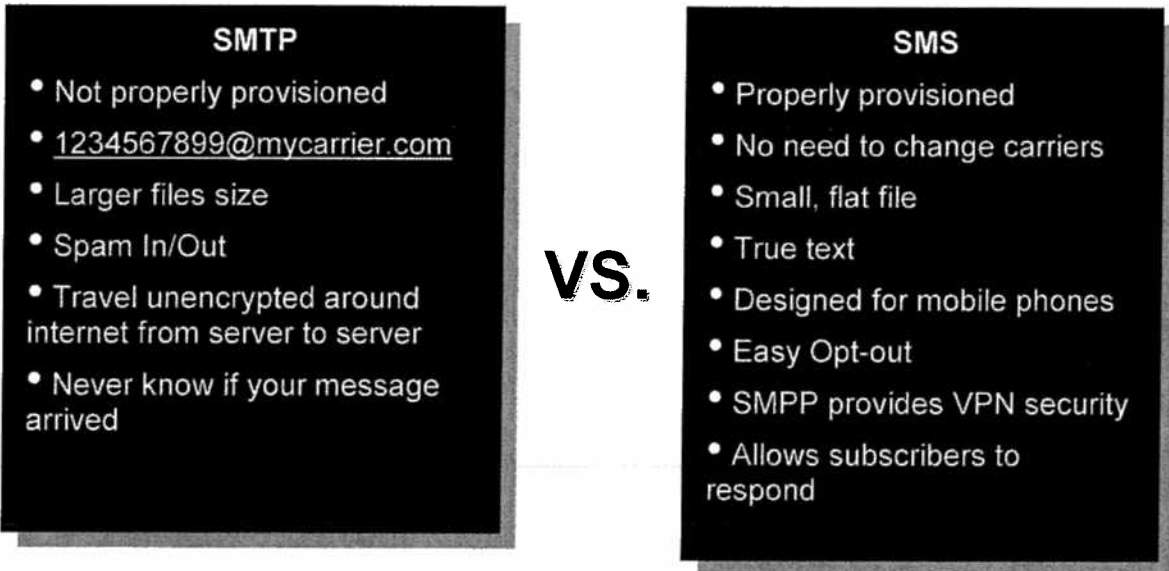 SMTP
• Not properly provisioned
• 1234567899@mycarrier.com
• Larger files size
• Spam In/Out
• Travel unencrypted around
internet from server to server
• Never know if your message
arrived
VS.
SMS
• Properly provisioned
• No need to change carriers
• Small, flat file
• True text
• Designed for mobile phones
• Easy Opt-out
• SMPP provides VPN security
• Allows subscribers to
respond